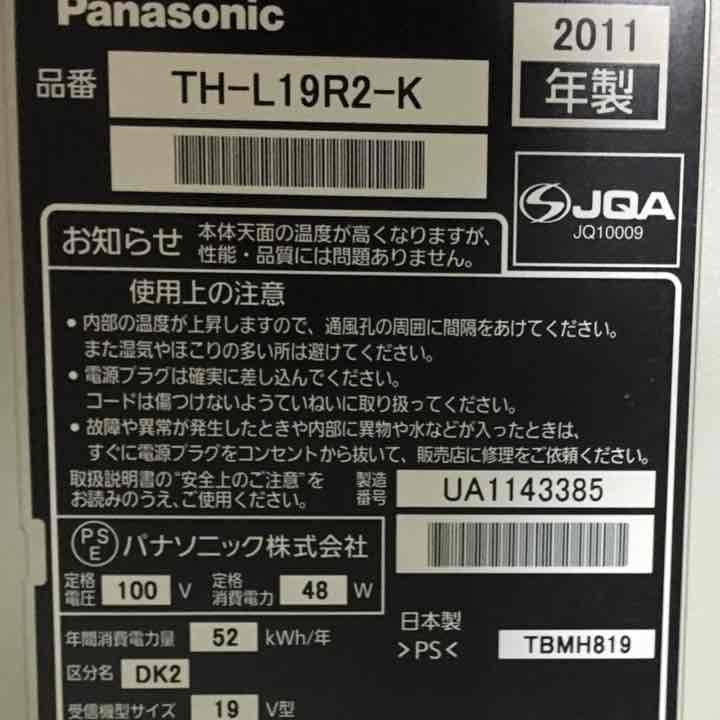 Panasonic
2011
年製
品番 TH-L19R2-K
JQA
JQ10009
お知らせ 本体天面の温度が高くなりますが、
性能・品質には問題ありません。
使用上の注意
• 内部の温度が上昇しますので、通風孔の周囲に間隔をあけてください。
また湿気やほこりの多い所は避けてください。
• 電源プラグは確実に差し込んでください。
コードは傷つけないようていねいに取り扱ってください。
• 故障や異常が発生したときや内部に異物や水などが入ったときは、
すぐに電源プラグをコンセントから抜いて、販売店に修理をご依頼ください。
取扱説明書の"安全上のご注意"を
お読みのうえ、ご使用ください。
製造
番号 UA1143385
PSE パナソニック株式会社
定格
電圧 100 V 定格
消費電力 48 W
年間消費電力量 52 kWh/年
区分名 DK2
受信機型サイズ 19 V型
日本製
>PS<
TBMH819